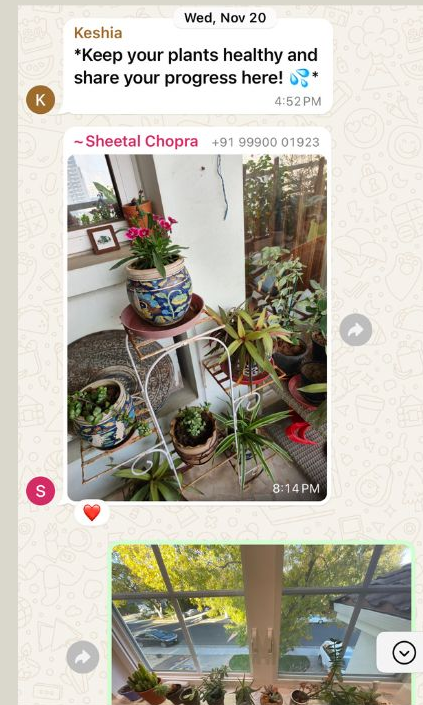 Wed, Nov 20
Keshia
*Keep your plants healthy and
share your progress here! 💦*
4:52 PM
K
~Sheetal Chopra +91 99900 01923
8:14 PM
S